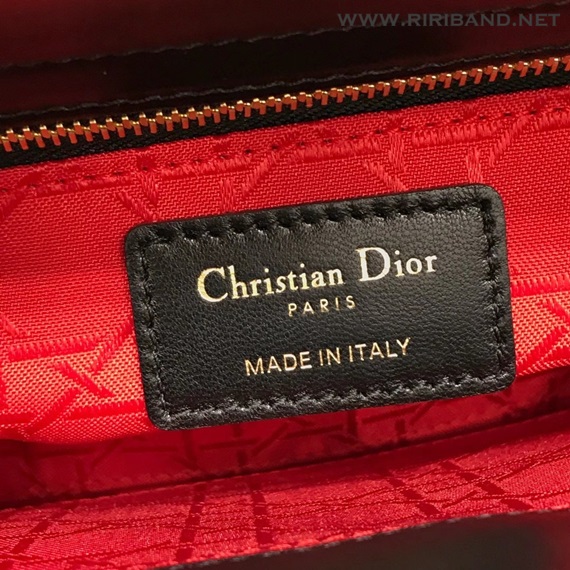 WWW.RIRIBAND.NET
Christian Dior
PARIS
MADE IN ITALY